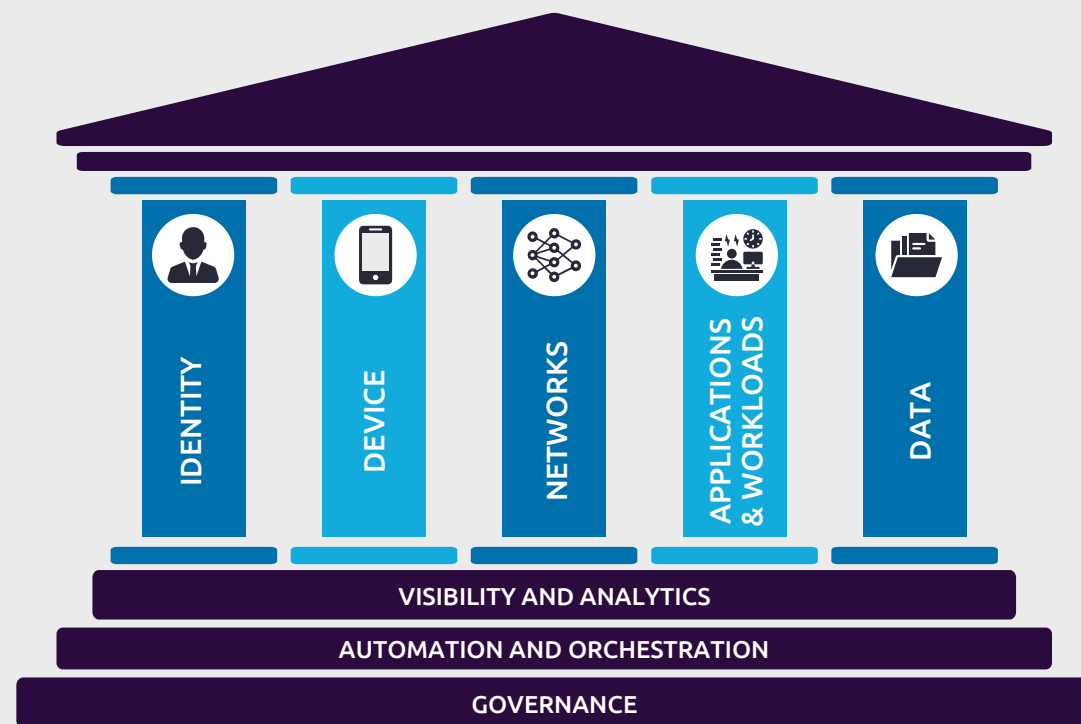 IDENTITY
DEVICE
NETWORKS
APPLICATIONS
& WORKLOADS
DATA
VISIBILITY AND ANALYTICS
AUTOMATION AND ORCHESTRATION
GOVERNANCE